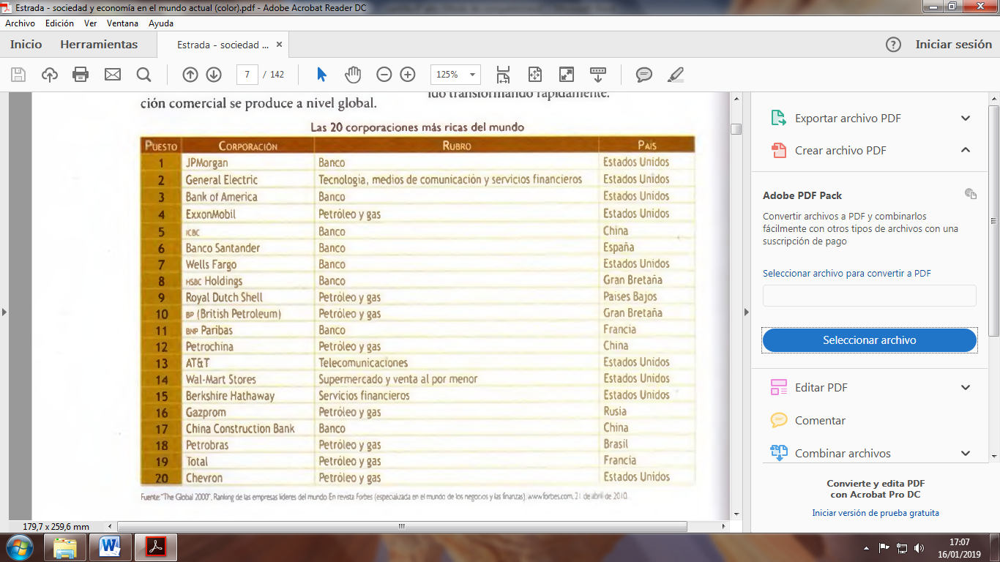 Estrada - sociedad y economía en el mundo actual (color).pdf - Adobe Acrobat Reader DC
Archivo Edición Ver Ventana Ayuda
Inicio Herramientas Estrada - sociedad ... × Iniciar sesión
7 / 142 125%
ido transformando rápidamente.
ción comercial se produce a nivel global.
Las 20 corporaciones más ricas del mundo
PUESTO CORPORACIÓN RUBRO PAÍS
1 JPMorgan Banco Estados Unidos
2 General Electric Tecnología, medios de comunicación y servicios financieros Estados Unidos
3 Bank of America Banco Estados Unidos
4 ExxonMobil Petróleo y gas Estados Unidos
5 ICBC Banco China
6 Banco Santander Banco España
7 Wells Fargo Banco Estados Unidos
8 HSBC Holdings Banco Gran Bretaña
9 Royal Dutch Shell Petróleo y gas Países Bajos
10 BP (British Petroleum) Petróleo y gas Gran Bretaña
11 BNP Paribas Banco Francia
12 Petrochina Petróleo y gas China
13 AT&T Telecomunicaciones Estados Unidos
14 Wal-Mart Stores Supermercado y venta al por menor Estados Unidos
15 Berkshire Hathaway Servicios financieros Estados Unidos
16 Gazprom Petróleo y gas Rusia
17 China Construction Bank Banco China
18 Petrobras Petróleo y gas Brasil
19 Total Petróleo y gas Francia
20 Chevron Petróleo y gas Estados Unidos
Fuente: "The Global 2000", Ranking de las empresas líderes del mundo. En revista Forbes (especializada en el mundo de los negocios y las finanzas), www.forbes.com, 21 de abril de 2010.
179,7 x 259,6 mm
Exportar archivo PDF
Crear archivo PDF
Adobe PDF Pack
Convertir archivos a PDF y combinarlos
fácilmente con otros tipos de archivos con una
suscripción de pago
Seleccionar archivo para convertir a PDF
Seleccionar archivo
Editar PDF
Comentar
Combinar archivos
Convierte y edita PDF
con Acrobat Pro DC
Iniciar versión de prueba gratuita
17:07
16/01/2019